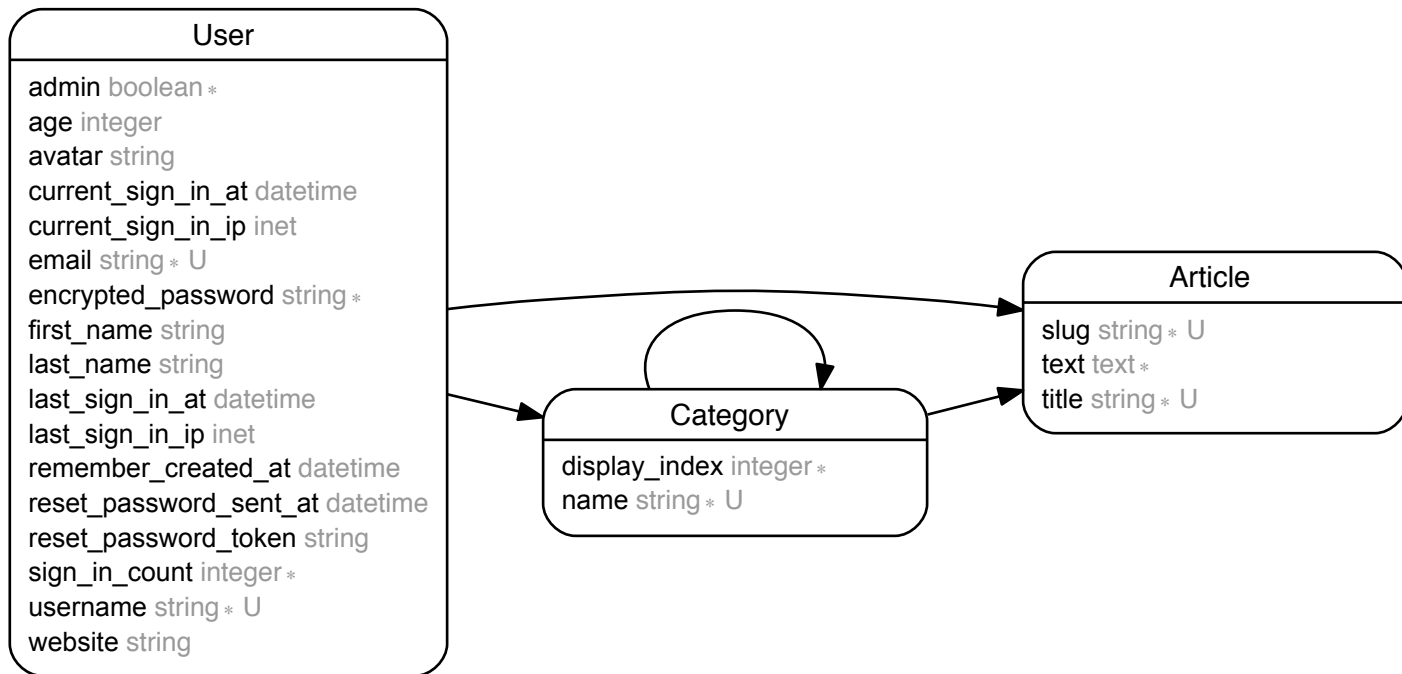 User
admin boolean *
age integer
avatar string
current_sign_in_at datetime
current_sign_in_ip inet
email string * U
encrypted_password string *
first_name string
last_name string
last_sign_in_at datetime
last_sign_in_ip inet
remember_created_at datetime
reset_password_sent_at datetime
reset_password_token string
sign_in_count integer *
username string * U
website string
Category
display_index integer *
name string * U
Article
slug string * U
text text *
title string * U